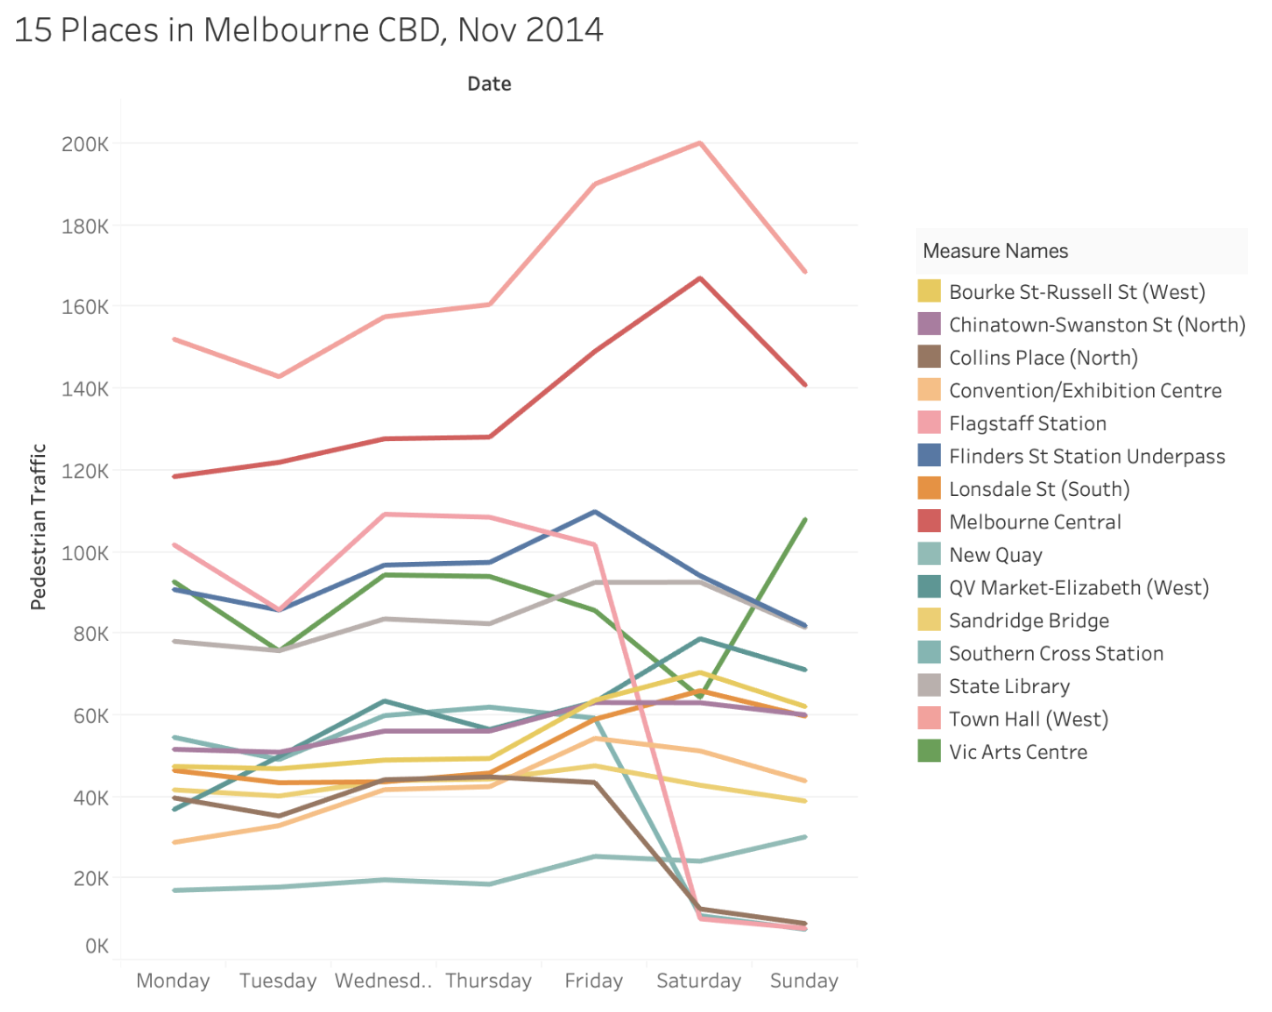 15 Places in Melbourne CBD, Nov 2014
Date
200K
180K
160K
140K
120K
100K
80K
60K
40K
20K
0K
Pedestrian Traffic
Monday Tuesday Wednesd.. Thursday Friday Saturday Sunday
Measure Names
Bourke St-Russell St (West)
Chinatown-Swanston St (North)
Collins Place (North)
Convention/Exhibition Centre
Flagstaff Station
Flinders St Station Underpass
Lonsdale St (South)
Melbourne Central
New Quay
QV Market-Elizabeth (West)
Sandridge Bridge
Southern Cross Station
State Library
Town Hall (West)
Vic Arts Centre